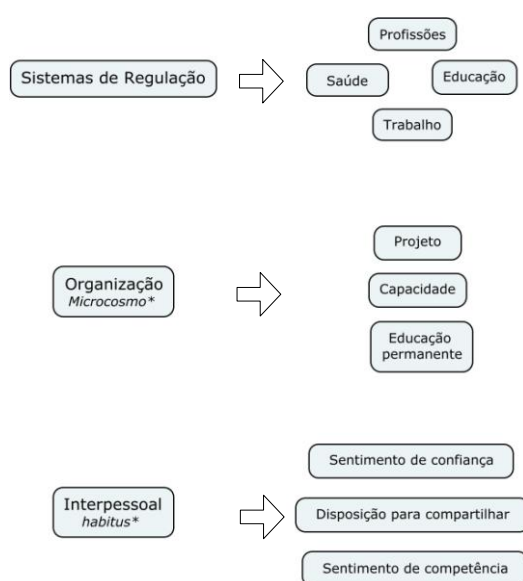 Sistemas de Regulação
Profissões
Saúde
Educação
Trabalho
Organização
Microcosmo*
Projeto
Capacidade
Educação
permanente
Interpessoal
habitus*
Sentimento de confiança
Disposição para compartilhar
Sentimento de competência